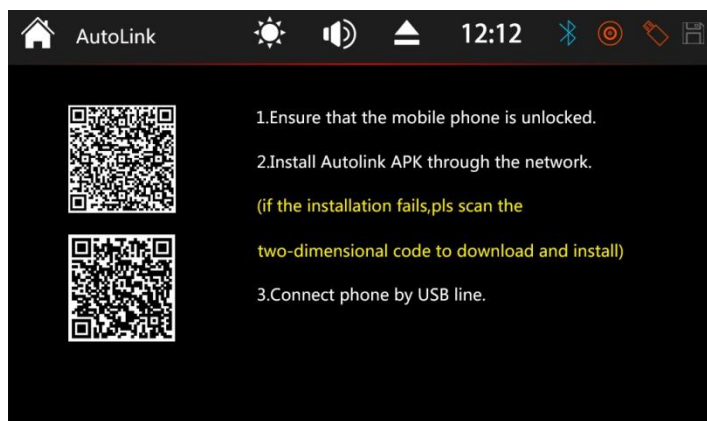 AutoLink
12:12
1.Ensure that the mobile phone is unlocked.
2.Install Autolink APK through the network.
(if the installation fails,pls scan the
two-dimensional code to download and install)
3.Connect phone by USB line.